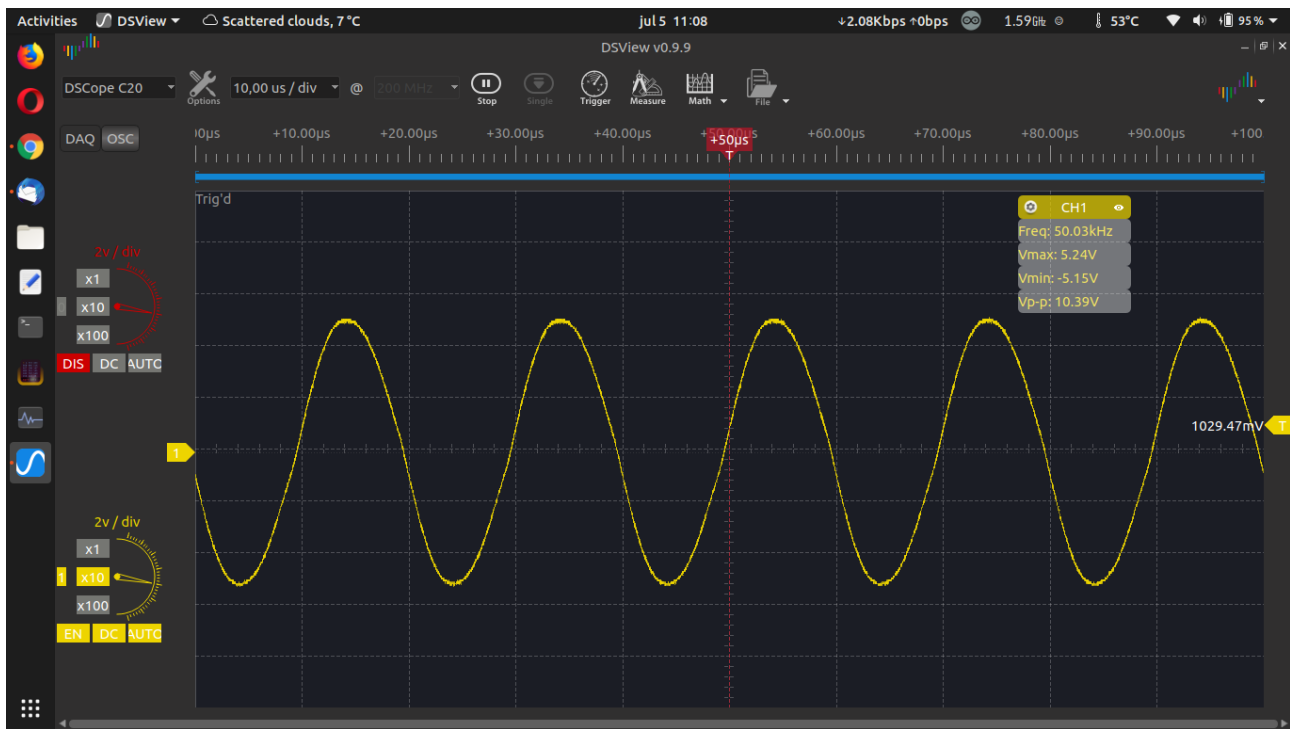 Activities DSView Scattered clouds, 7 °C jul 5 11:08 ↓2.08Kbps ↑0bps 1.59GHz 53°C 95 %
DSView v0.9.9
DSCope C20 Options 10,00 us / div @ 200 MHz Stop Single Trigger Measure Math File
DAQ OSC
)0µs +10.00µs +20.00µs +30.00µs +40.00µs +50.00µs +60.00µs +70.00µs +80.00µs +90.00µs +100
+50µs
T
Trig'd
CH1
Freq: 50.03kHz
Vmax: 5.24V
Vmin: -5.15V
Vp-p: 10.39V
2v / div
x1
x10
x100
DIS DC AUTO
1029.47mV T
1
2v / div
x1
1 x10
x100
EN DC AUTO